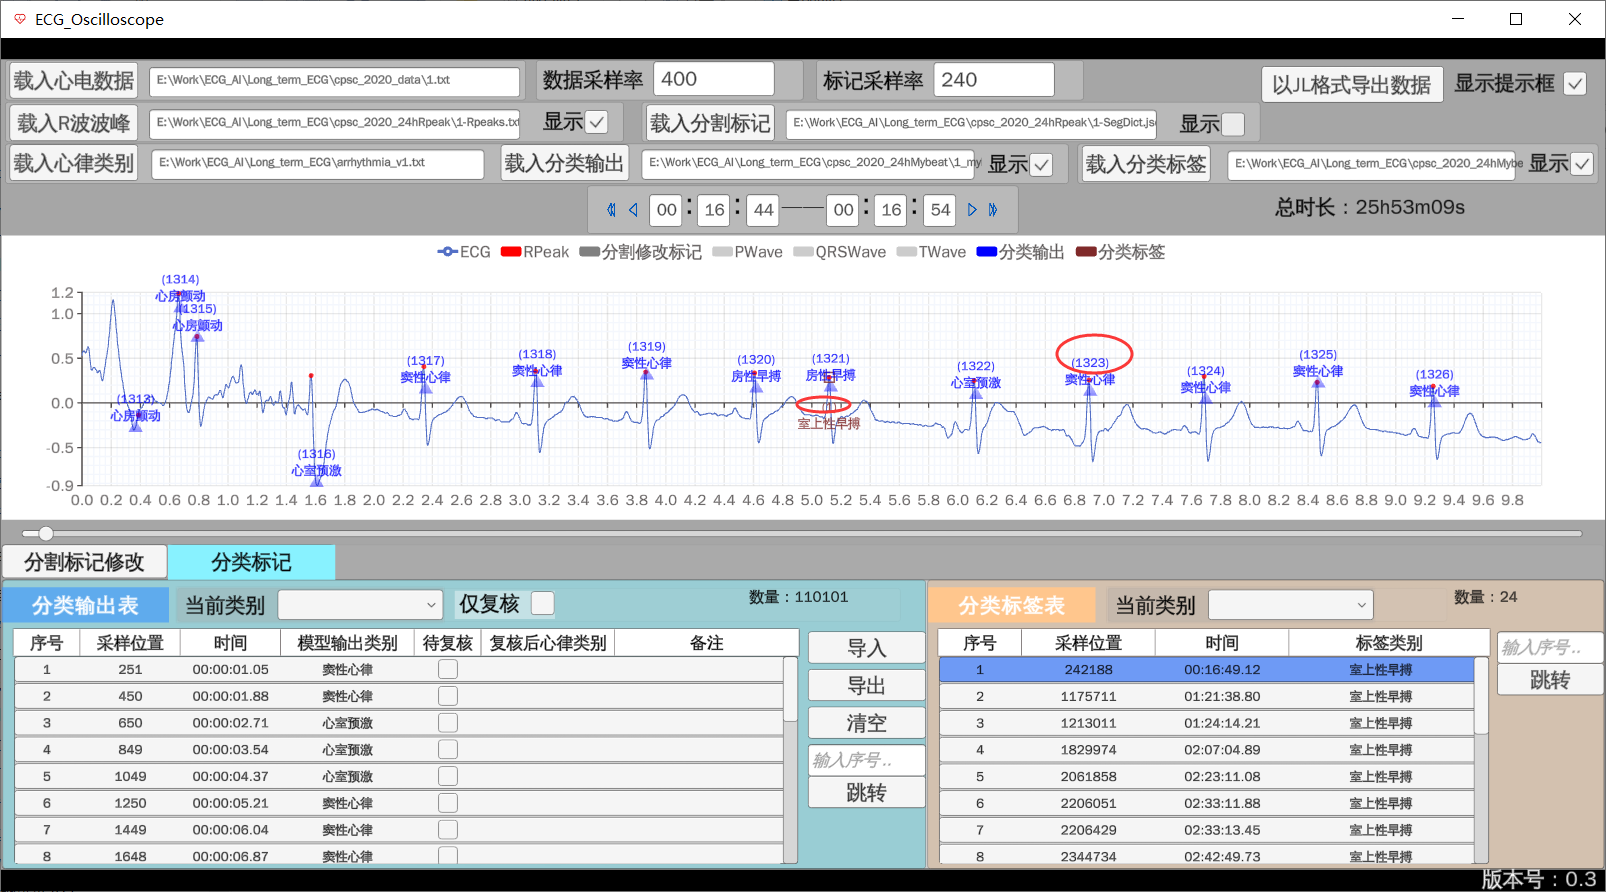 ECG_Oscilloscope
载入心电数据 E:\Work\ECG_AI\Long_term_ECG\cpsc_2020_data\1.txt 数据采样率 400 标记采样率 240 以JL格式导出数据 显示提示框
载入R波波峰 E:\Work\ECG_AI\Long_term_ECG\cpsc_2020_24hRpeak\1-Rpeaks.txt 显示 载入分割标记 E:\Work\ECG_AI\Long_term_ECG\cpsc_2020_24hRpeak\1-SegDict.js 显示
载入心律类别 E:\Work\ECG_AI\Long_term_ECG\arrhythmia_v1.txt 载入分类输出 E:\Work\ECG_AI\Long_term_ECG\cpsc_2020_24hMybeat\1_my 显示 载入分类标签 E:\Work\ECG_AI\Long_term_ECG\cpsc_2020_24hMybe 显示
00 : 16 : 44 —— 00 : 16 : 54 总时长：25h53m09s
ECG RPeak 分割修改标记 PWave QRSWave TWave 分类输出 分类标签
(1314)
心房颤动
(1315)
心房颤动
(1313)
心房颤动
(1316)
心室预激
(1317)
窦性心律
(1318)
窦性心律
(1319)
窦性心律
(1320)
房性早搏
(1321)
房性早搏
室上性早搏
(1322)
心室预激
(1323)
窦性心律
(1324)
窦性心律
(1325)
窦性心律
(1326)
窦性心律
1.2
1.0
0.5
0.0
-0.5
-0.9
0.0 0.2 0.4 0.6 0.8 1.0 1.2 1.4 1.6 1.8 2.0 2.2 2.4 2.6 2.8 3.0 3.2 3.4 3.6 3.8 4.0 4.2 4.4 4.6 4.8 5.0 5.2 5.4 5.6 5.8 6.0 6.2 6.4 6.6 6.8 7.0 7.2 7.4 7.6 7.8 8.0 8.2 8.4 8.6 8.8 9.0 9.2 9.4 9.6 9.8
分割标记修改 分类标记
分类输出表 当前类别 仅复核 数量：110101
序号 采样位置 时间 模型输出类别 待复核 复核后心律类别 备注
1 251 00:00:01.05 窦性心律
2 450 00:00:01.88 窦性心律
3 650 00:00:02.71 心室预激
4 849 00:00:03.54 心室预激
5 1049 00:00:04.37 心室预激
6 1250 00:00:05.21 窦性心律
7 1449 00:00:06.04 窦性心律
8 1648 00:00:06.87 窦性心律
导入
导出
清空
输入序号..
跳转
分类标签表 当前类别 数量：24
序号 采样位置 时间 标签类别
1 242188 00:16:49.12 室上性早搏
2 1175711 01:21:38.80 室上性早搏
3 1213011 01:24:14.21 室上性早搏
4 1829974 02:07:04.89 室上性早搏
5 2061858 02:23:11.08 室上性早搏
6 2206051 02:33:11.88 室上性早搏
7 2206429 02:33:13.45 室上性早搏
8 2344734 02:42:49.73 室上性早搏
输入序号..
跳转
版本号：0.3